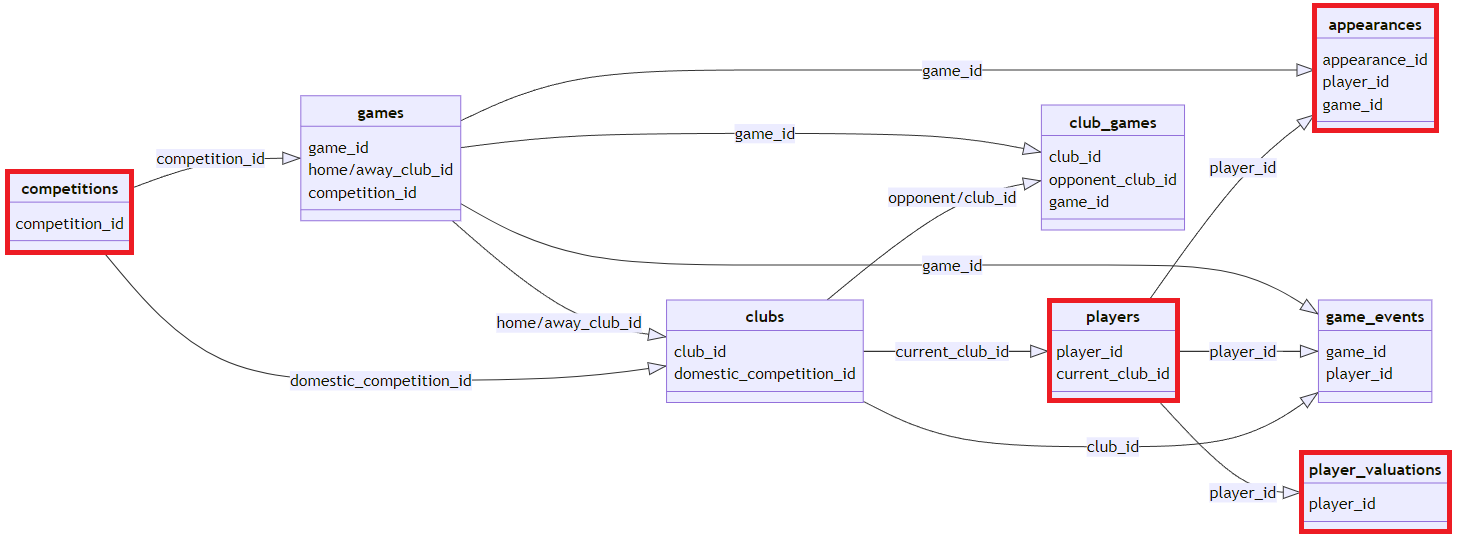 competitions
competition_id
competition_id
games
game_id
home/away_club_id
competition_id
game_id
game_id
game_id
home/away_club_id
domestic_competition_id
clubs
club_id
domestic_competition_id
opponent/club_id
current_club_id
club_id
club_games
club_id
opponent_club_id
game_id
players
player_id
current_club_id
player_id
player_id
player_id
appearances
appearance_id
player_id
game_id
game_events
game_id
player_id
player_valuations
player_id